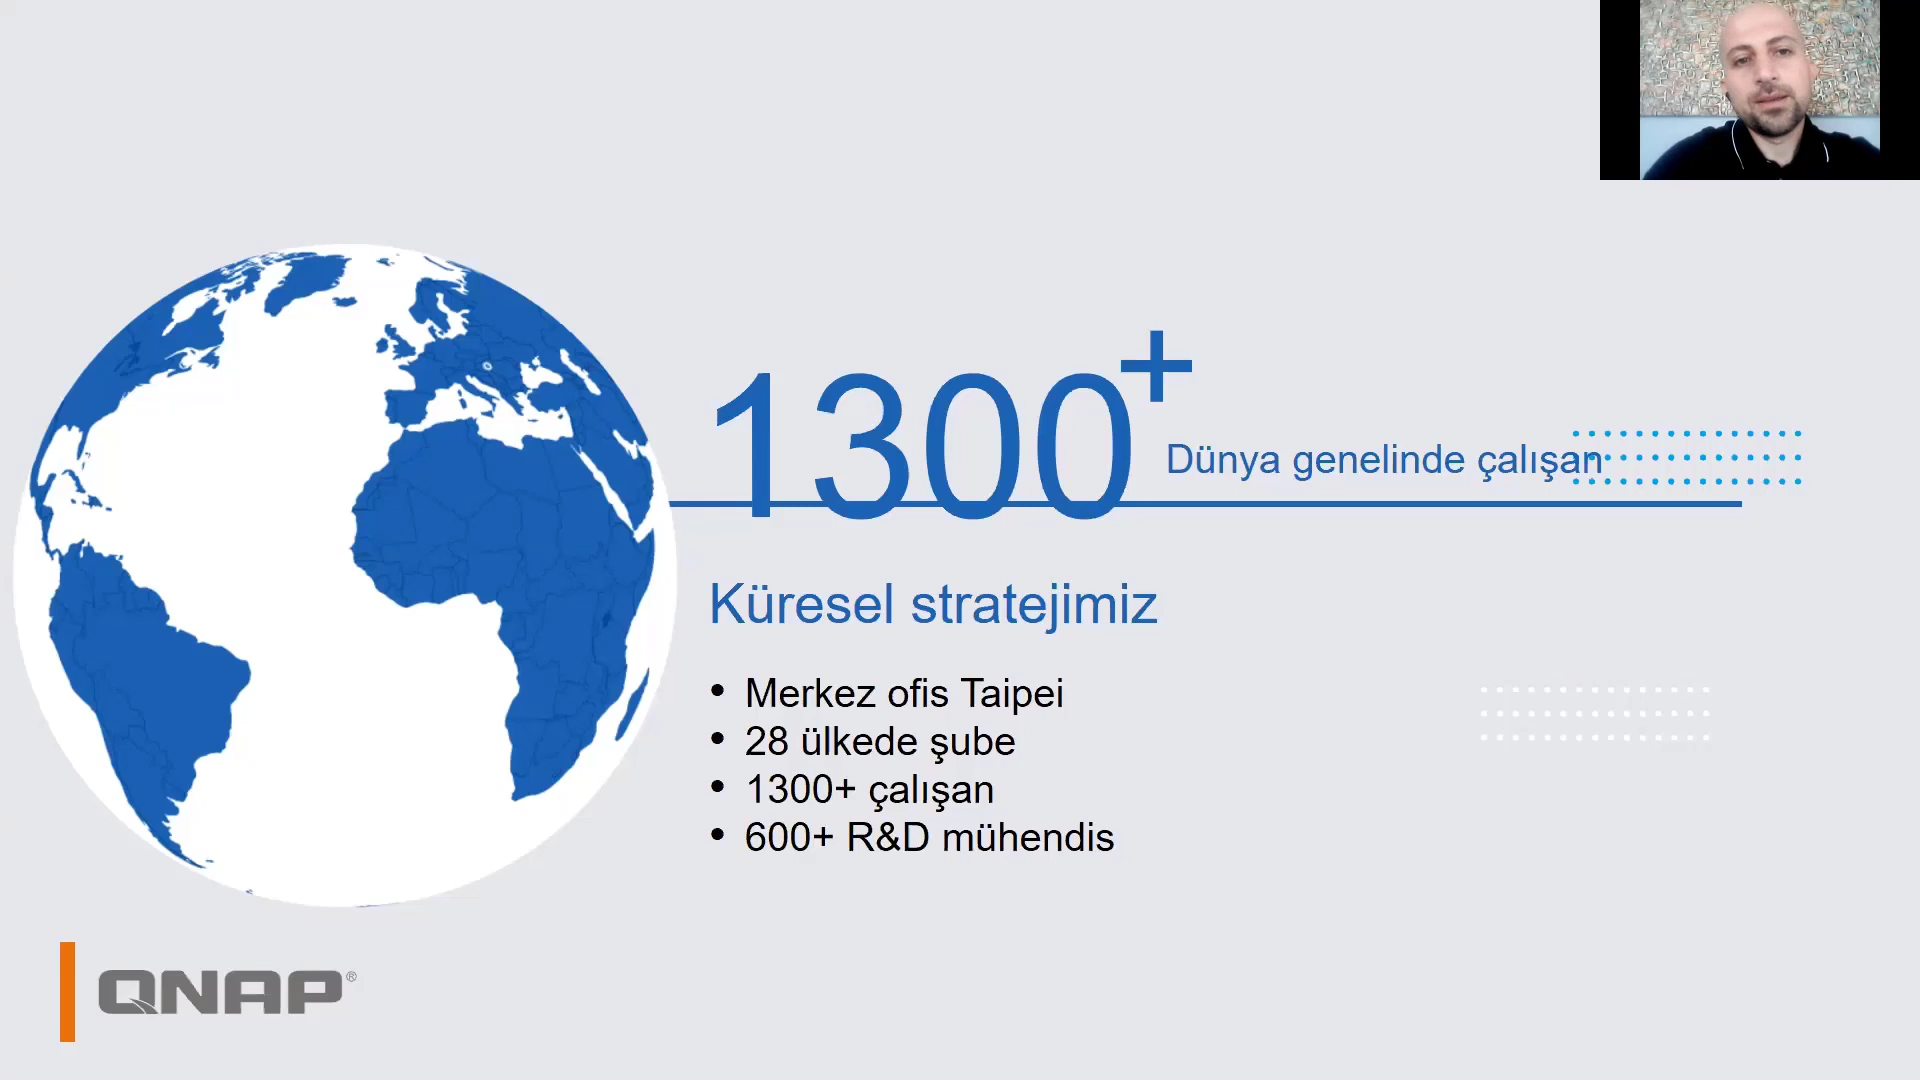 1300+
Dünya genelinde çalışan
Küresel stratejimiz
• Merkez ofis Taipei
• 28 ülkede şube
• 1300+ çalışan
• 600+ R&D mühendis
QNAP®